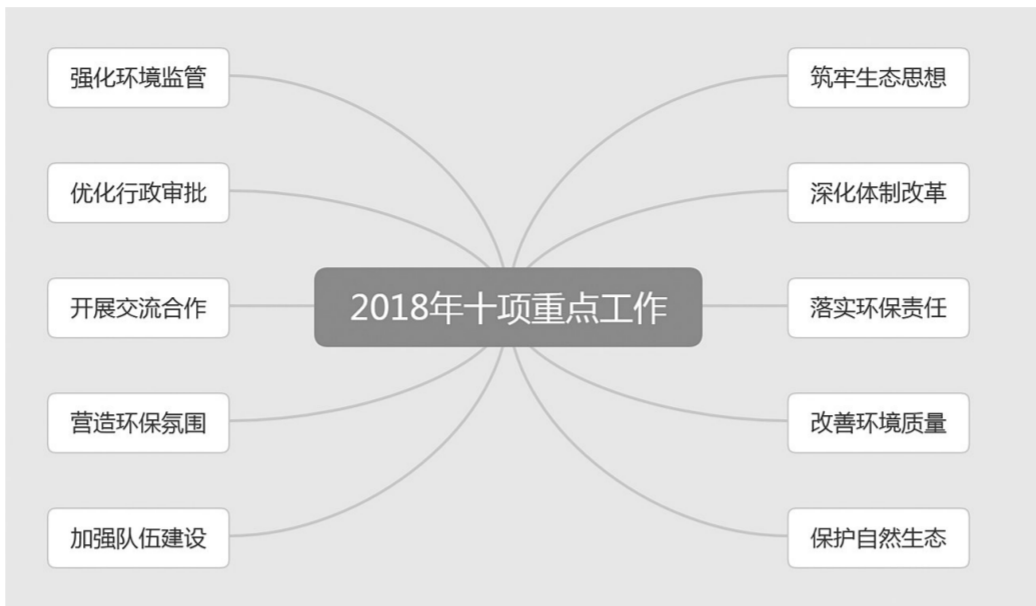 强化环境监管
筑牢生态思想
优化行政审批
深化体制改革
开展交流合作
2018年十项重点工作
落实环保责任
营造环保氛围
改善环境质量
加强队伍建设
保护自然生态